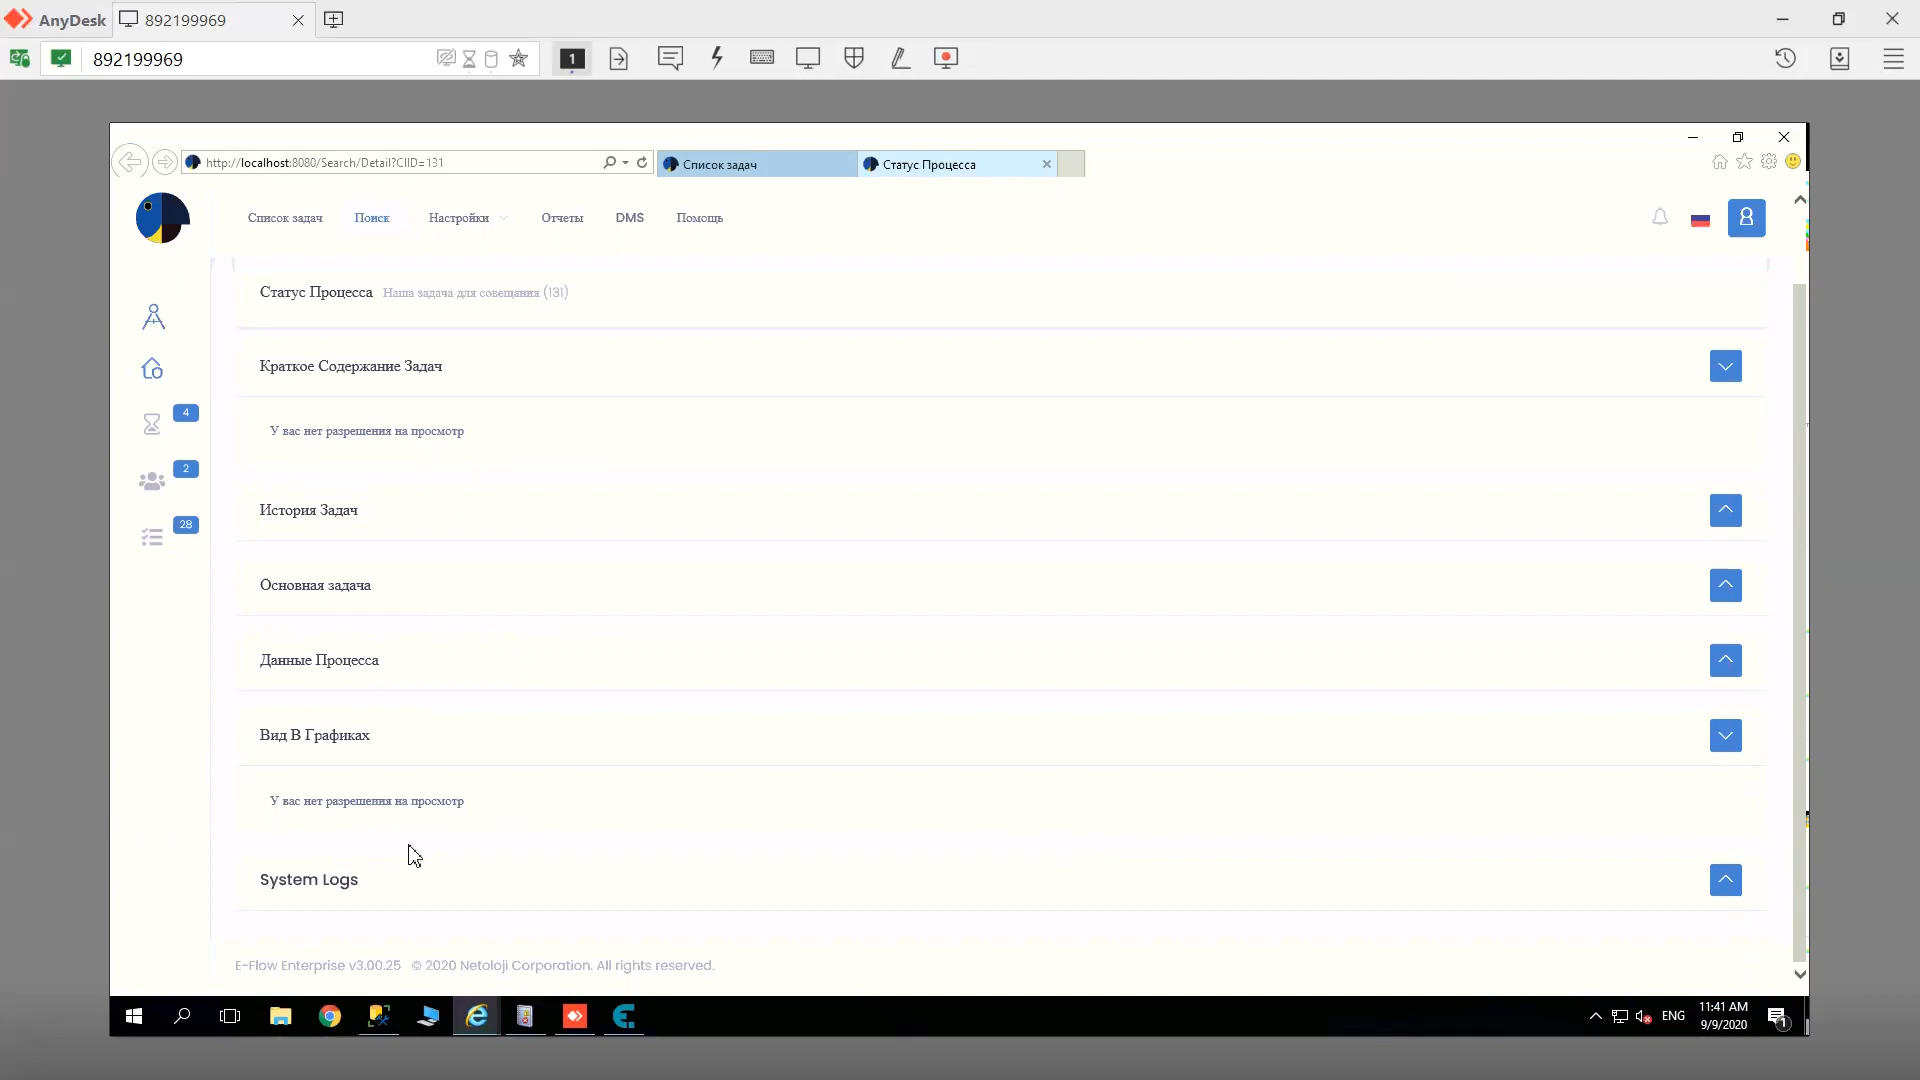 AnyDesk
892199969
892199969
1
http://localhost:8080/Search/Detail?CIID=131
Список задач
Статус Процесса
Список задач
Поиск
Настройки
Отчеты
DMS
Помощь
Статус Процесса Наша задача для совещания (131)
Краткое Содержание Задач
4
У вас нет разрешения на просмотр
2
История Задач
28
Основная задача
Данные Процесса
Вид В Графиках
У вас нет разрешения на просмотр
System Logs
E-Flow Enterprise v3.00.25 © 2020 Netoloji Corporation. All rights reserved.
ENG
11:41 AM
9/9/2020
1